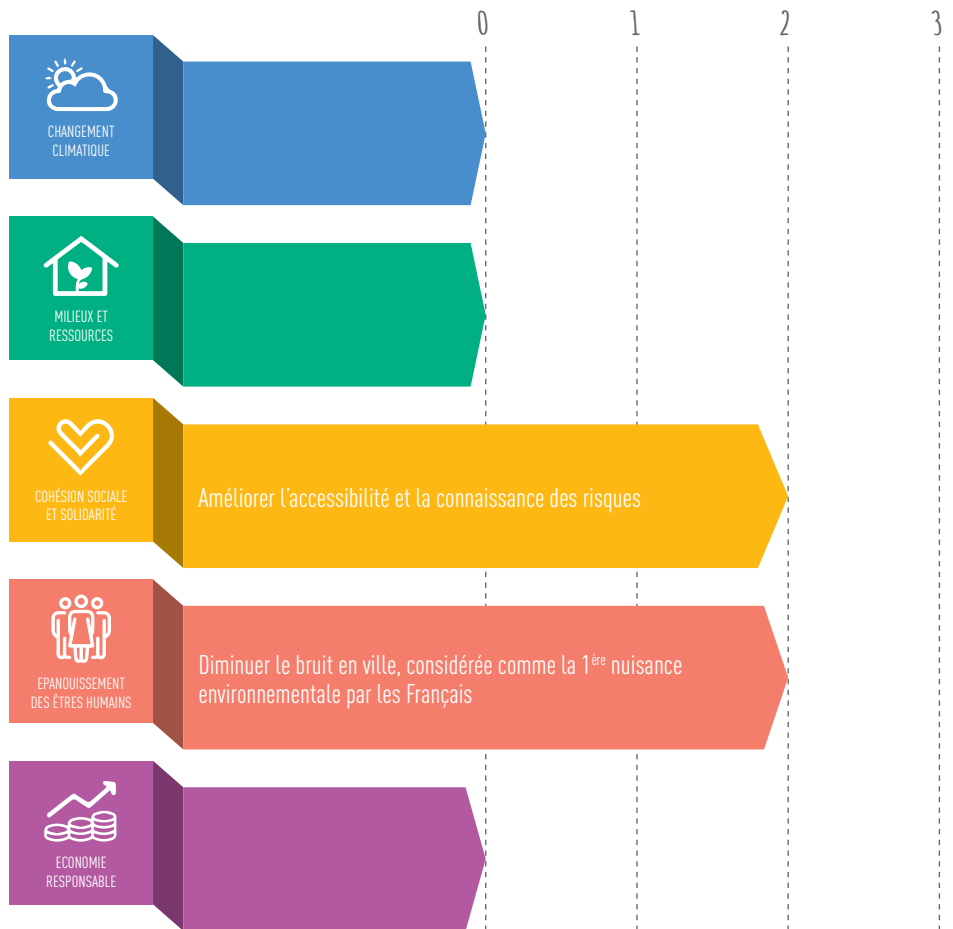 0 1 2 3
CHANGEMENT
CLIMATIQUE
MILIEUX ET
RESSOURCES
COHÉSION SOCIALE
ET SOLIDARITÉ
Améliorer l'accessibilité et la connaissance des risques
EPANOUISSEMENT
DES ÊTRES HUMAINS
Diminuer le bruit en ville, considérée comme la 1ère nuisance
environnementale par les Français
ECONOMIE
RESPONSABLE